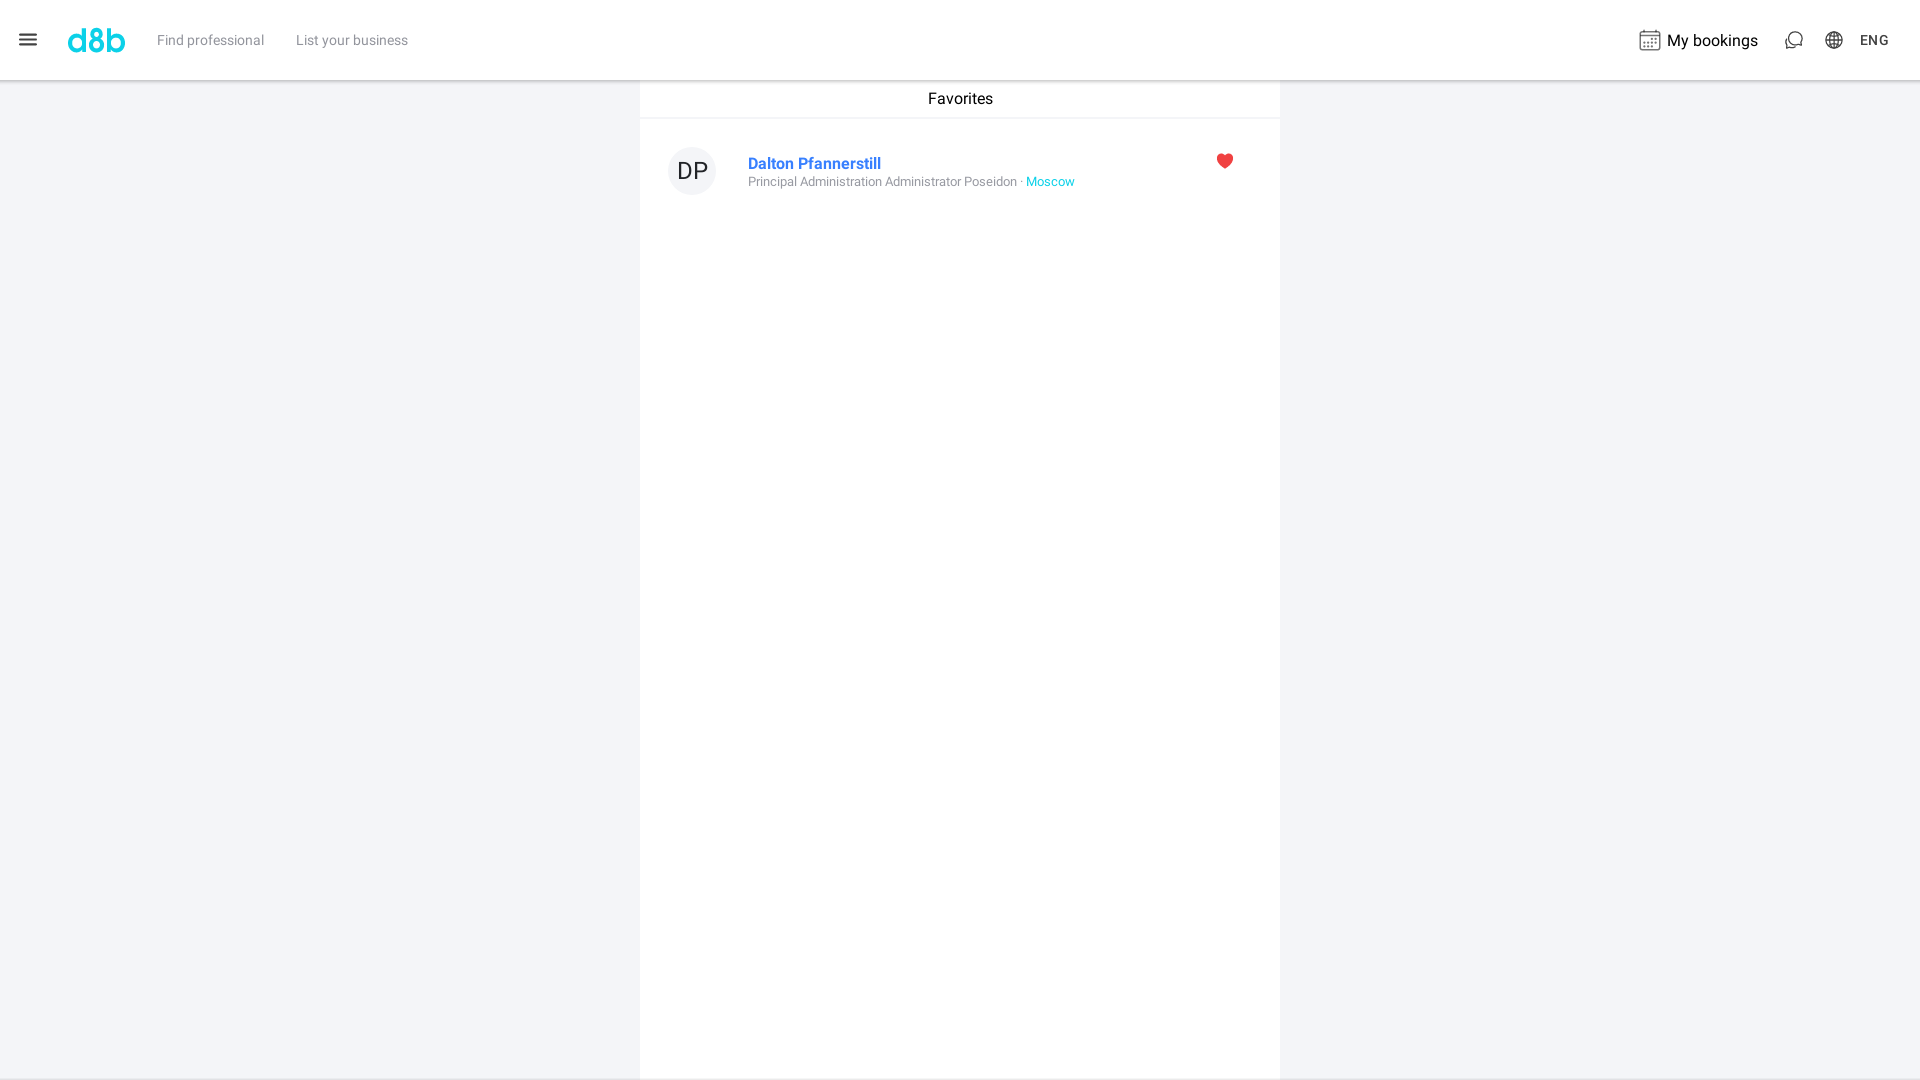 d8b
Find professional
List your business
My bookings
ENG
Favorites
DP
Dalton Pfannerstill
Principal Administration Administrator Poseidon · Moscow